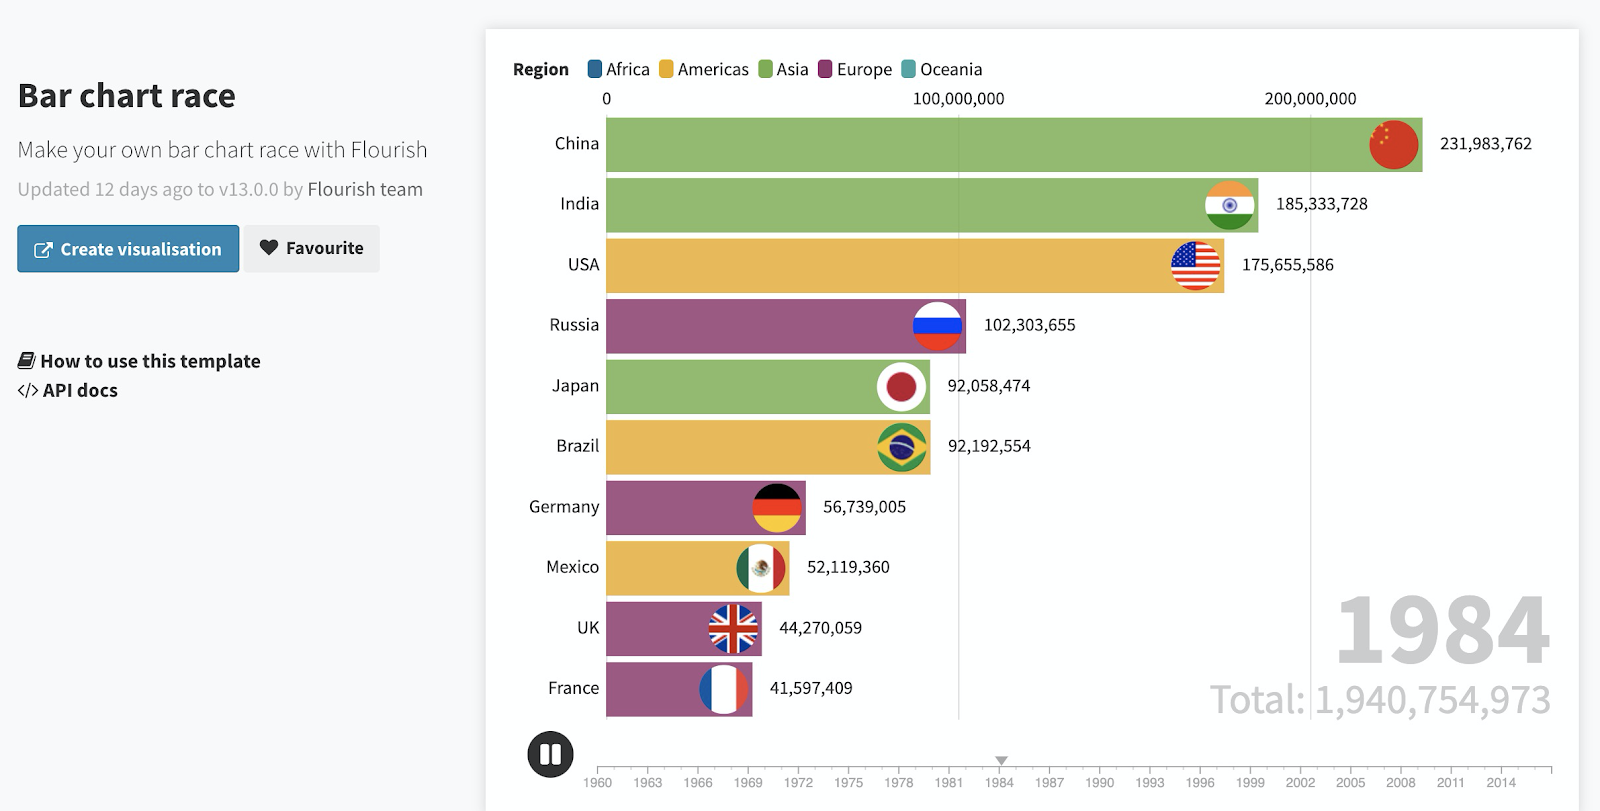 Bar chart race
Make your own bar chart race with Flourish
Updated 12 days ago to v13.0.0 by Flourish team
Create visualisation
Favourite
How to use this template
</> API docs
Region Africa Americas Asia Europe Oceania
0 100,000,000 200,000,000
China 231,983,762
India 185,333,728
USA 175,655,586
Russia 102,303,655
Japan 92,058,474
Brazil 92,192,554
Germany 56,739,005
Mexico 52,119,360
UK 44,270,059
France 41,597,409
1984
Total: 1,940,754,973
1960 1963 1966 1969 1972 1975 1978 1981 1984 1987 1990 1993 1996 1999 2002 2005 2008 2011 2014